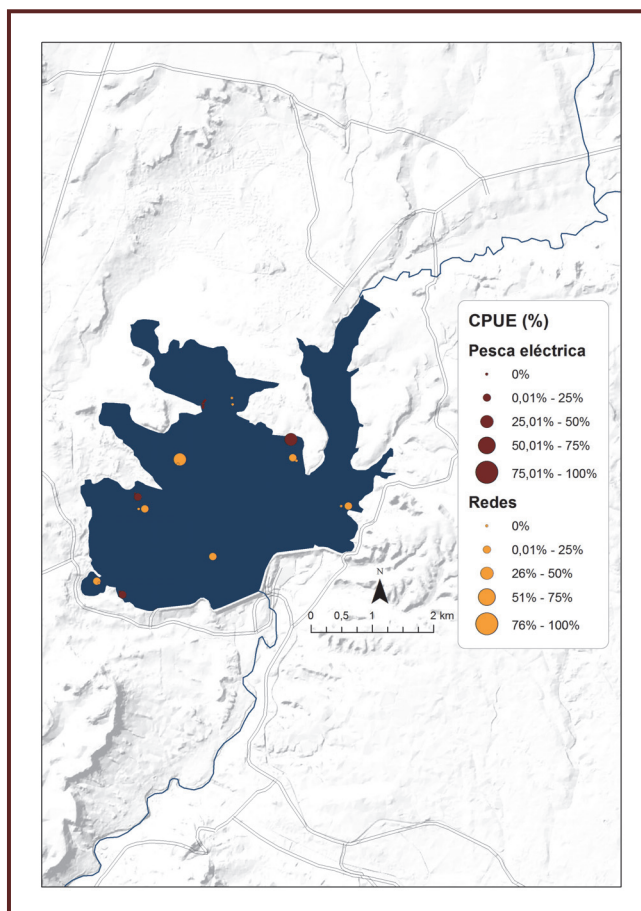 CPUE (%)
Pesca eléctrica
0%
0,01% - 25%
25,01% - 50%
50,01% - 75%
75,01% - 100%
Redes
0%
0,01% - 25%
26% - 50%
51% - 75%
76% - 100%
N
0 0,5 1 2 km